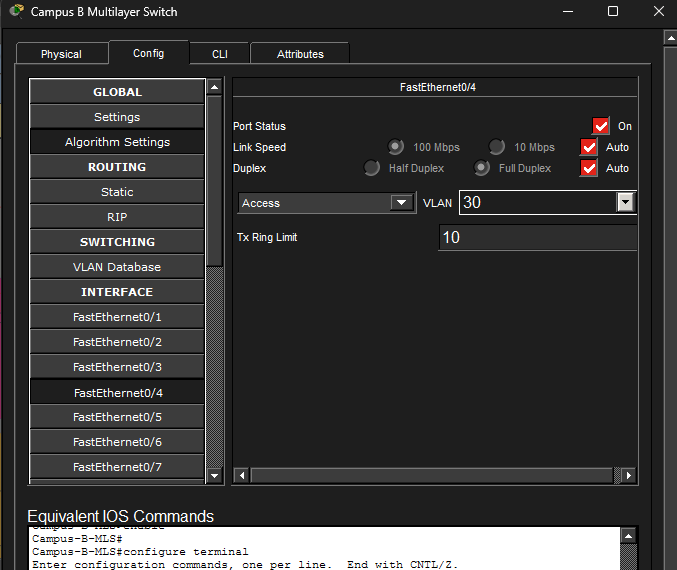 Campus B Multilayer Switch
Physical
Config
CLI
Attributes
GLOBAL
Settings
Algorithm Settings
ROUTING
Static
RIP
SWITCHING
VLAN Database
INTERFACE
FastEthernet0/1
FastEthernet0/2
FastEthernet0/3
FastEthernet0/4
FastEthernet0/5
FastEthernet0/6
FastEthernet0/7
FastEthernet0/4
Port Status On
Link Speed 100 Mbps 10 Mbps Auto
Duplex Half Duplex Full Duplex Auto
Access VLAN 30
Tx Ring Limit 10
Equivalent IOS Commands
Campus-B-MLS>enable
Campus-B-MLS#
Campus-B-MLS#configure terminal
Enter configuration commands, one per line. End with CNTL/Z.